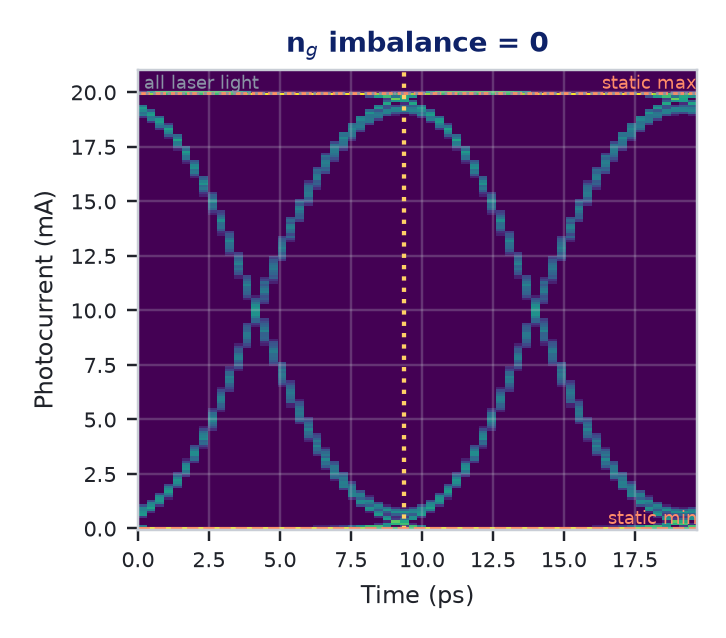 n_g imbalance = 0
all laser light
static max
20.0
17.5
15.0
12.5
10.0
7.5
5.0
2.5
0.0
Photocurrent (mA)
static min
0.0 2.5 5.0 7.5 10.0 12.5 15.0 17.5
Time (ps)